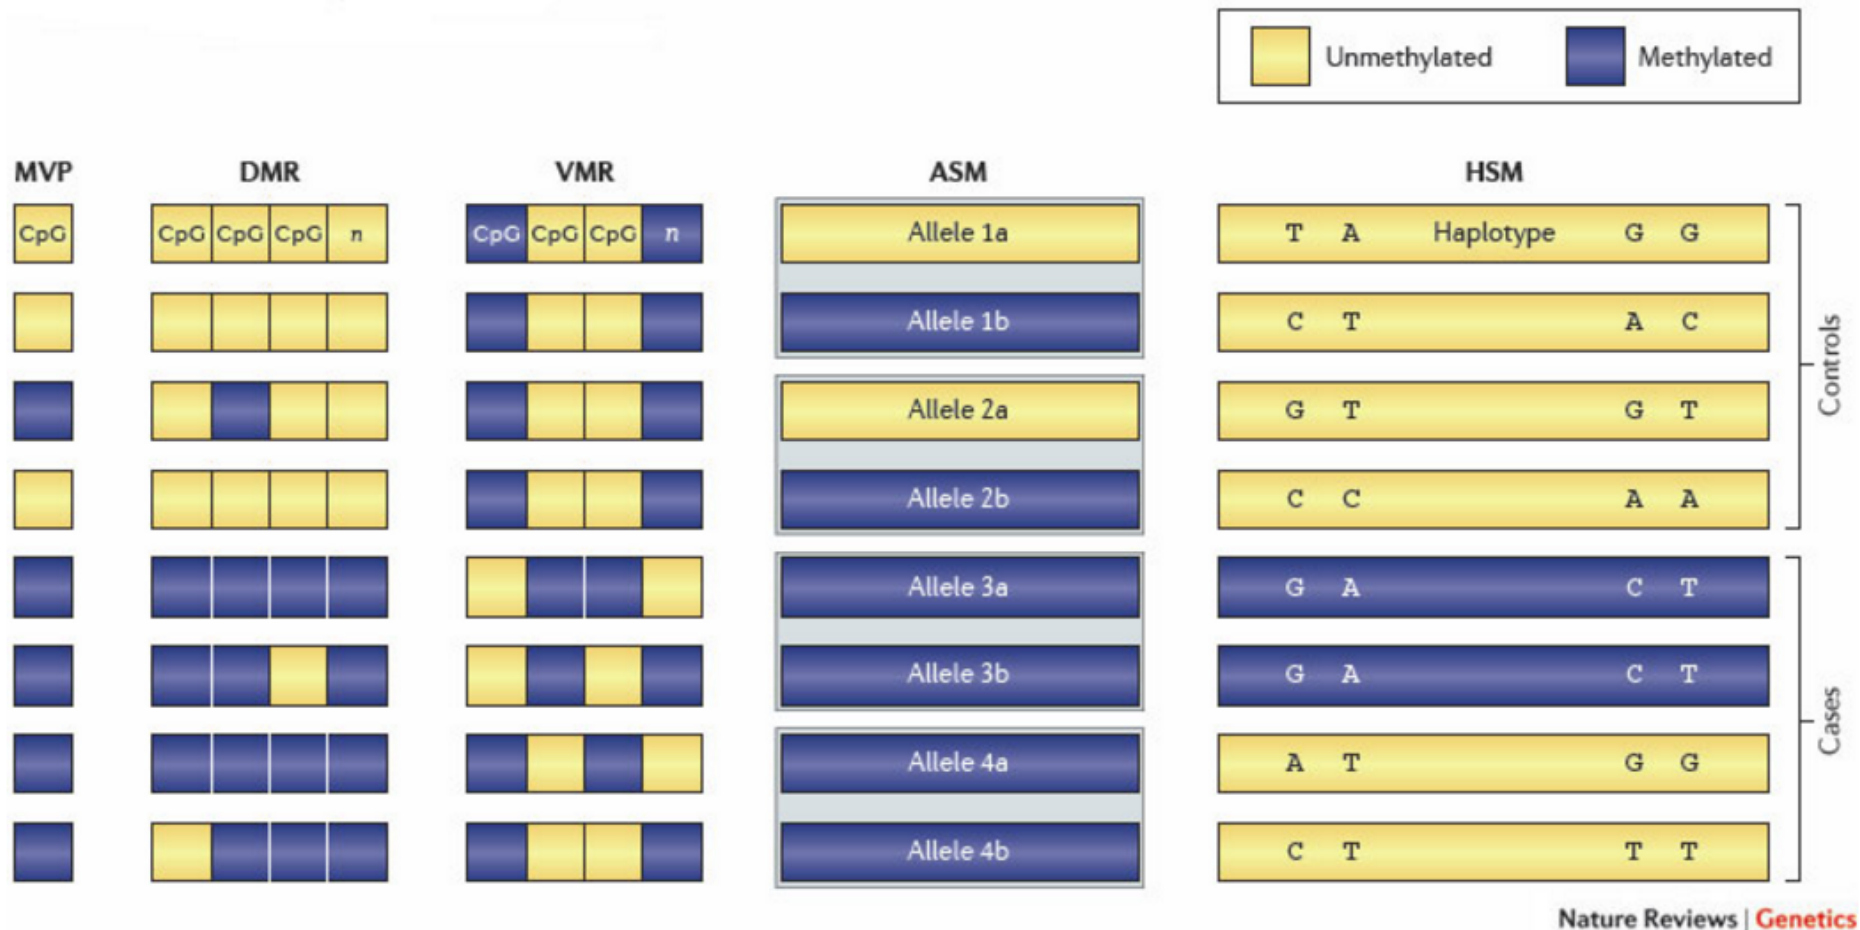 Unmethylated Methylated
MVP DMR VMR ASM HSM
CpG CpG CpG CpG n CpG CpG CpG n Allele 1a T A Haplotype G G
Allele 1b C T A C
Allele 2a G T G T
Allele 2b C C A A
Controls
Allele 3a G A C T
Allele 3b G A C T
Allele 4a A T G G
Allele 4b C T T T
Cases
Nature Reviews | Genetics